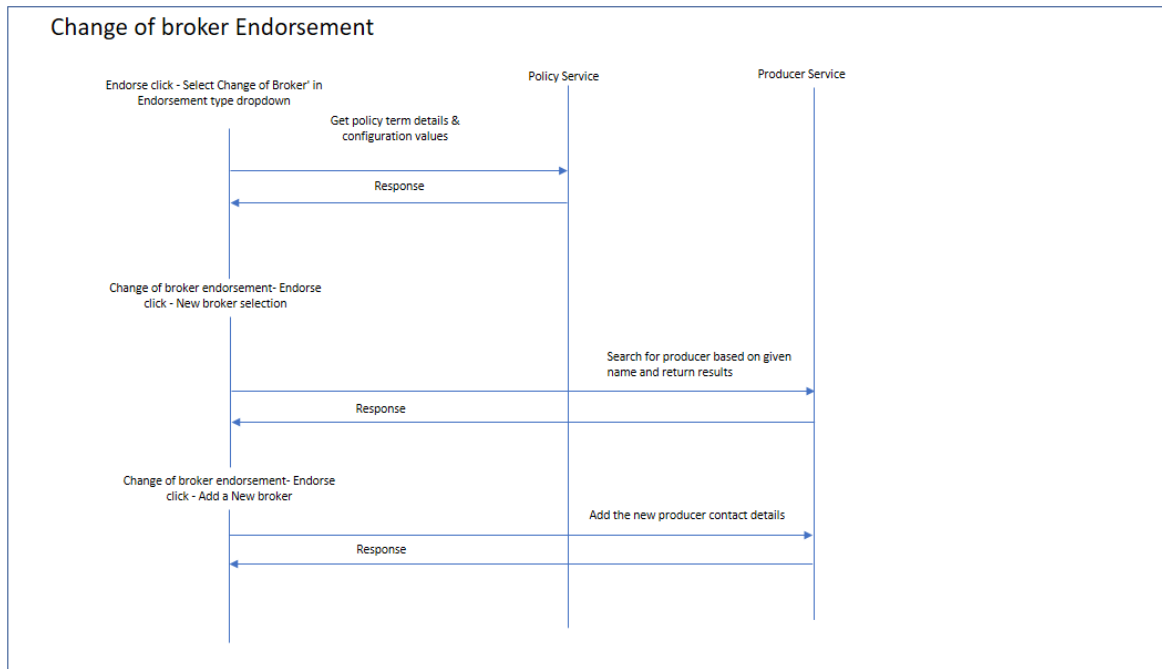 Change of broker Endorsement
Policy Service
Producer Service
Endorse click - Select Change of Broker' in
Endorsement type dropdown
Get policy term details &
configuration values
Response
Change of broker endorsement- Endorse
click - New broker selection
Search for producer based on given
name and return results
Response
Change of broker endorsement- Endorse
click - Add a New broker
Add the new producer contact details
Response